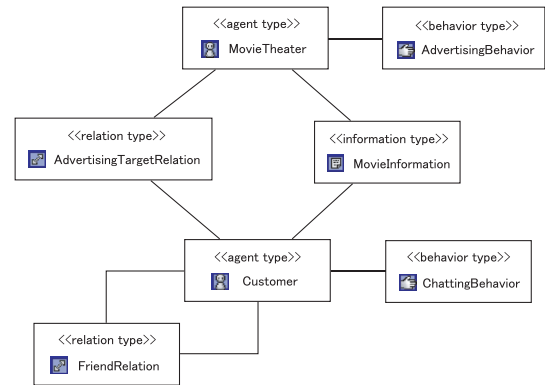 <<agent type>>
MovieTheater
<<behavior type>>
AdvertisingBehavior
<<relation type>>
AdvertisingTargetRelation
<<information type>>
MovieInformation
<<agent type>>
Customer
<<behavior type>>
ChattingBehavior
<<relation type>>
FriendRelation